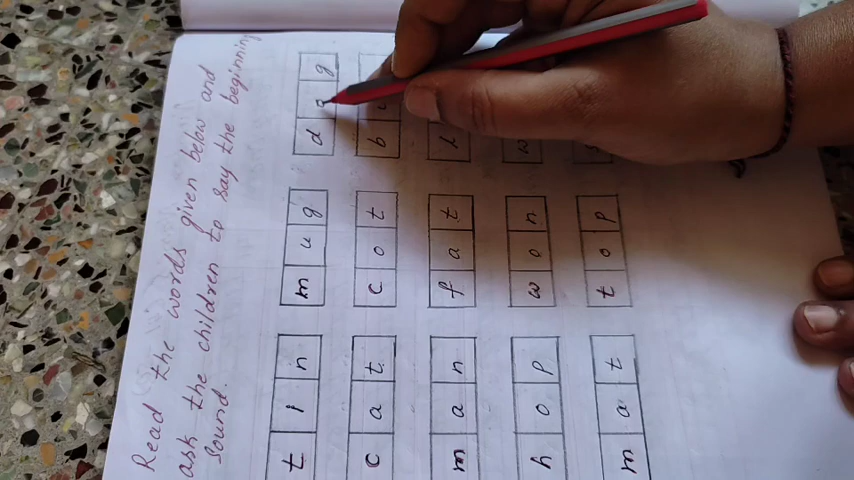 Read the words given below and
ask the children to say the beginning
Sound.
t i n m u g d o g
c a t c o t b
m a n f a t
h o p w o n w
m a t t o p